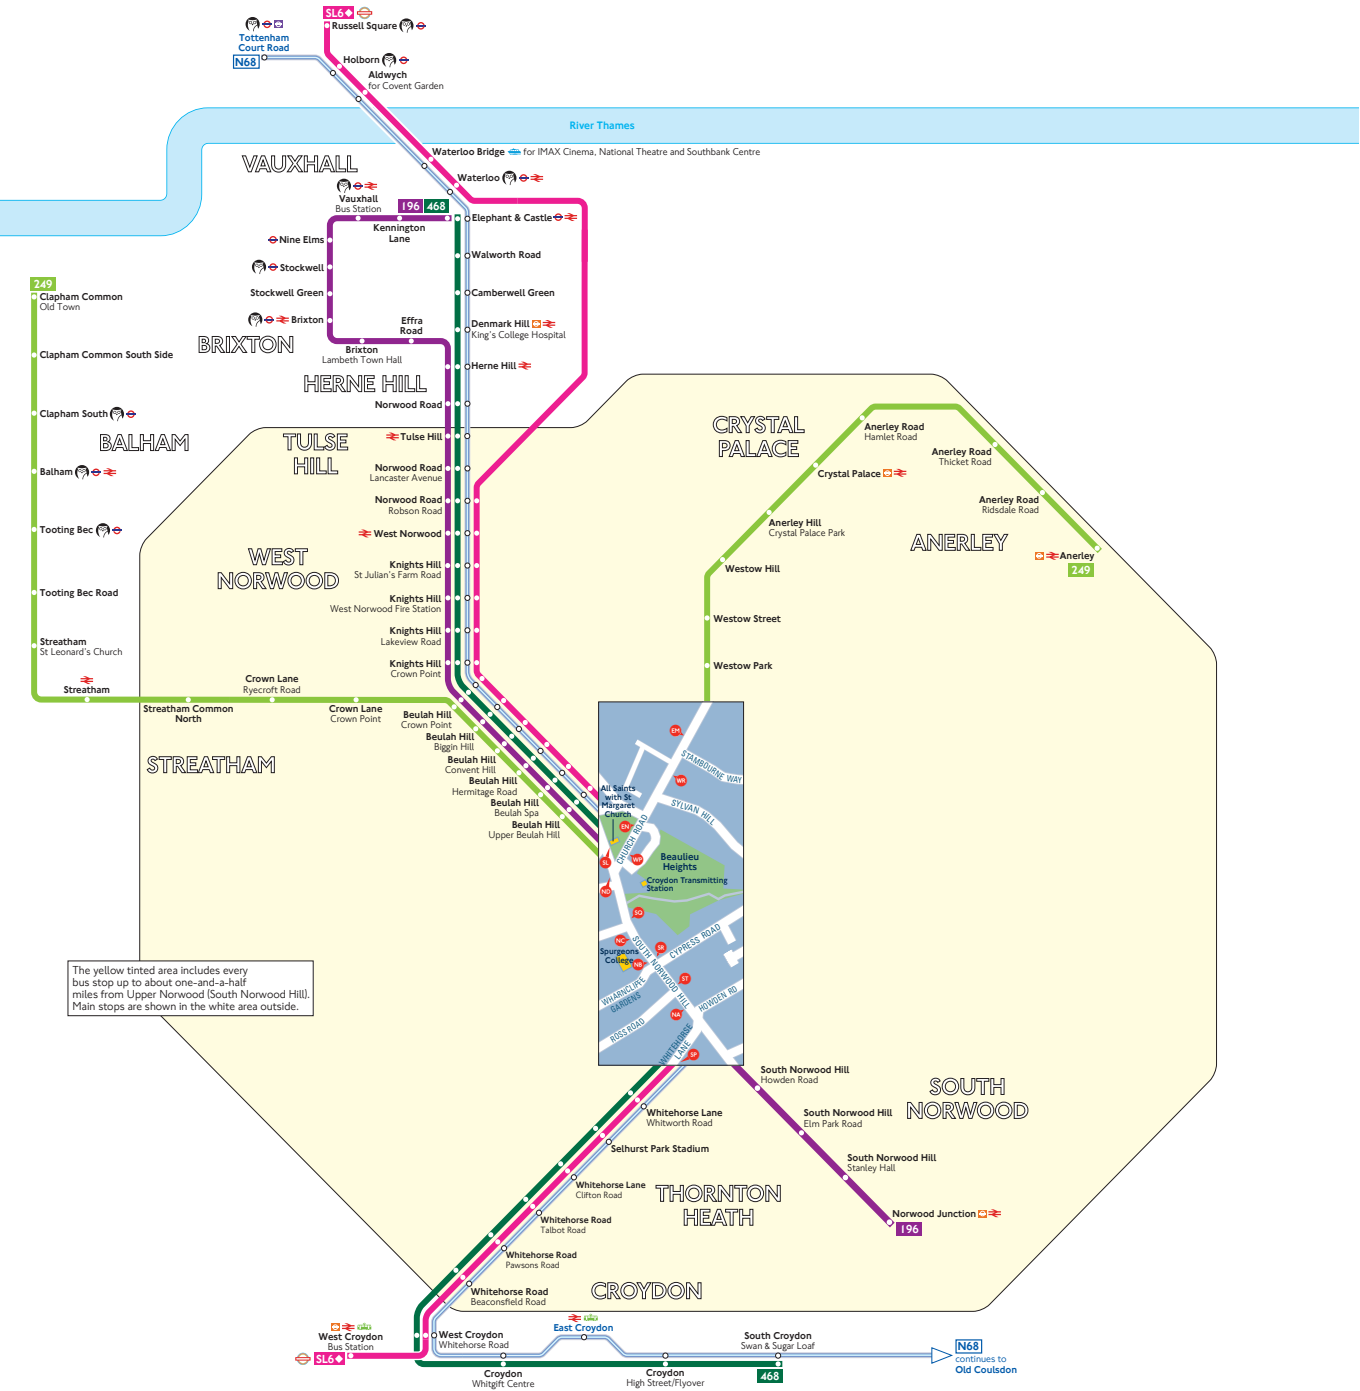 SL6
Russell Square
Tottenham
Court Road
N68
Holborn
Aldwych
for Covent Garden
River Thames
Waterloo Bridge for IMAX Cinema, National Theatre and Southbank Centre
VAUXHALL
Waterloo
Vauxhall
Bus Station
196 468
Kennington
Lane
Elephant & Castle
Nine Elms
Walworth Road
Stockwell
Stockwell Green
Camberwell Green
249
Clapham Common
Old Town
Brixton
Effra
Road
Denmark Hill
King's College Hospital
BRIXTON
Brixton
Lambeth Town Hall
Clapham Common South Side
Herne Hill
HERNE HILL
Norwood Road
Clapham South
BALHAM
TULSE
HILL
Tulse Hill
CRYSTAL
PALACE
Anerley Road
Hamlet Road
Anerley Road
Thicket Road
Balham
Norwood Road
Lancaster Avenue
Crystal Palace
Norwood Road
Robson Road
Anerley Road
Ridsdale Road
Tooting Bec
West Norwood
Anerley Hill
Crystal Palace Park
ANERLEY
WEST
NORWOOD
Knights Hill
St Julian's Farm Road
Westow Hill
Anerley
249
Tooting Bec Road
Knights Hill
West Norwood Fire Station
Westow Street
Streatham
St Leonard's Church
Knights Hill
Lakeview Road
Knights Hill
Crown Point
Westow Park
Streatham
Crown Lane
Ryecroft Road
Streatham Common
North
Crown Lane
Crown Point
Beulah Hill
Crown Point
Beulah Hill
Biggin Hill
STREATHAM
Beulah Hill
Convent Hill
Beulah Hill
Hermitage Road
Beulah Hill
Beulah Spa
Beulah Hill
Upper Beulah Hill
EM
STAMBOURNE WAY
WR
All Saints
with St
Margaret
Church
SYLVAN HILL
EN
CHURCH ROAD
WP
SL
Beaulieu
Heights
Croydon Transmitting
Station
ND
SQ
NC
SR
CYPRESS ROAD
Spurgeons
College
NB
SOUTH NORWOOD HILL
ST
WHARNCLIFFE
GARDENS
HOWDEN RD
NA
ROSS ROAD
WHITEHORSE
LANE
SP
The yellow tinted area includes every
bus stop up to about one-and-a-half
miles from Upper Norwood (South Norwood Hill).
Main stops are shown in the white area outside.
South Norwood Hill
Howden Road
SOUTH
NORWOOD
Whitehorse Lane
Whitworth Road
South Norwood Hill
Elm Park Road
Selhurst Park Stadium
South Norwood Hill
Stanley Hall
Whitehorse Lane
Clifton Road
THORNTON
HEATH
Norwood Junction
196
Whitehorse Road
Talbot Road
Whitehorse Road
Pawsons Road
CROYDON
Whitehorse Road
Beaconsfield Road
West Croydon
Bus Station
SL6
West Croydon
Whitehorse Road
East Croydon
South Croydon
Swan & Sugar Loaf
N68
continues to
Old Coulsdon
Croydon
Whitgift Centre
Croydon
High Street/Flyover
468